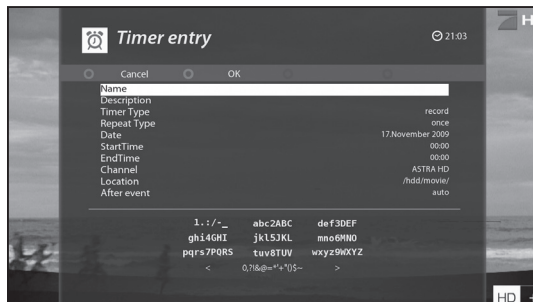 Timer entry
21:03
H
Cancel OK
Name
Description
Timer Type record
Repeat Type once
Date 17.November 2009
StartTime 00:00
EndTime 00:00
Channel ASTRA HD
Location /hdd/movie/
After event auto
1.:/-_ abc2ABC def3DEF
ghi4GHI jkl5JKL mno6MNO
pqrs7PQRS tuv8TUV wxyz9WXYZ
< 0,?!&@=*'+"()$~ >
HD